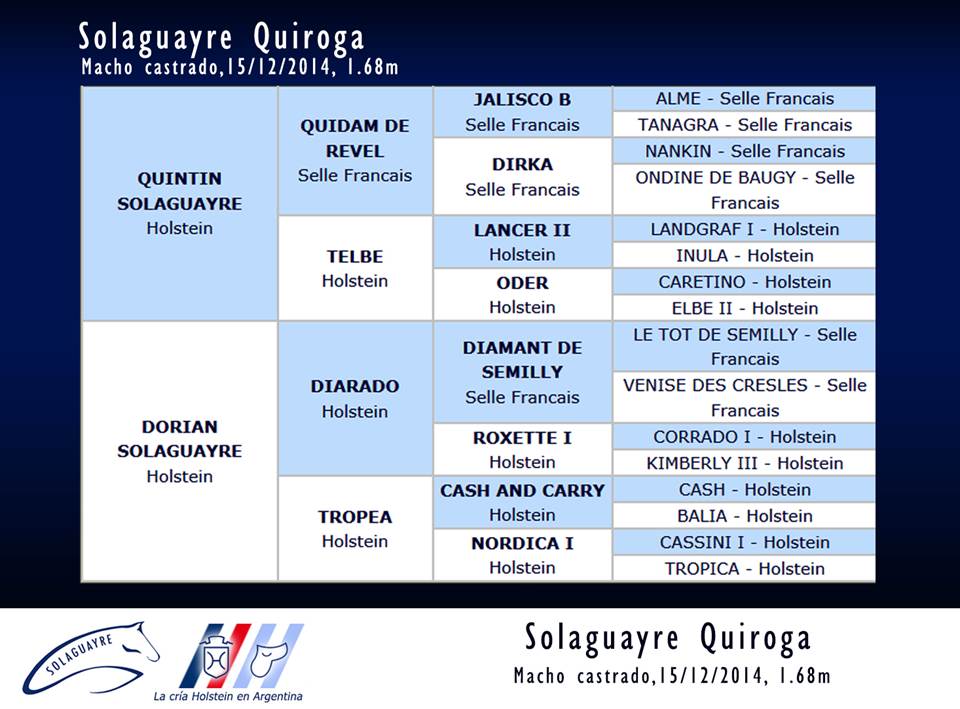 Solaguayre Quiroga
Macho castrado,15/12/2014, 1.68m
QUINTIN
SOLAGUAYRE
Holstein
QUIDAM DE
REVEL
Selle Francais
JALISCO B
Selle Francais
ALME - Selle Francais
TANAGRA - Selle Francais
DIRKA
Selle Francais
NANKIN - Selle Francais
ONDINE DE BAUGY - Selle
Francais
TELBE
Holstein
LANCER II
Holstein
LANDGRAF I - Holstein
INULA - Holstein
ODER
Holstein
CARETINO - Holstein
ELBE II - Holstein
DORIAN
SOLAGUAYRE
Holstein
DIARADO
Holstein
DIAMANT DE
SEMILLY
Selle Francais
LE TOT DE SEMILLY - Selle
Francais
VENISE DES CRESLES - Selle
Francais
ROXETTE I
Holstein
CORRADO I - Holstein
KIMBERLY III - Holstein
TROPEA
Holstein
CASH AND CARRY
Holstein
CASH - Holstein
BALIA - Holstein
NORDICA I
Holstein
CASSINI I - Holstein
TROPICA - Holstein
SOLAGUAYRE
La cría Holstein en Argentina
Solaguayre Quiroga
Macho castrado,15/12/2014, 1.68m